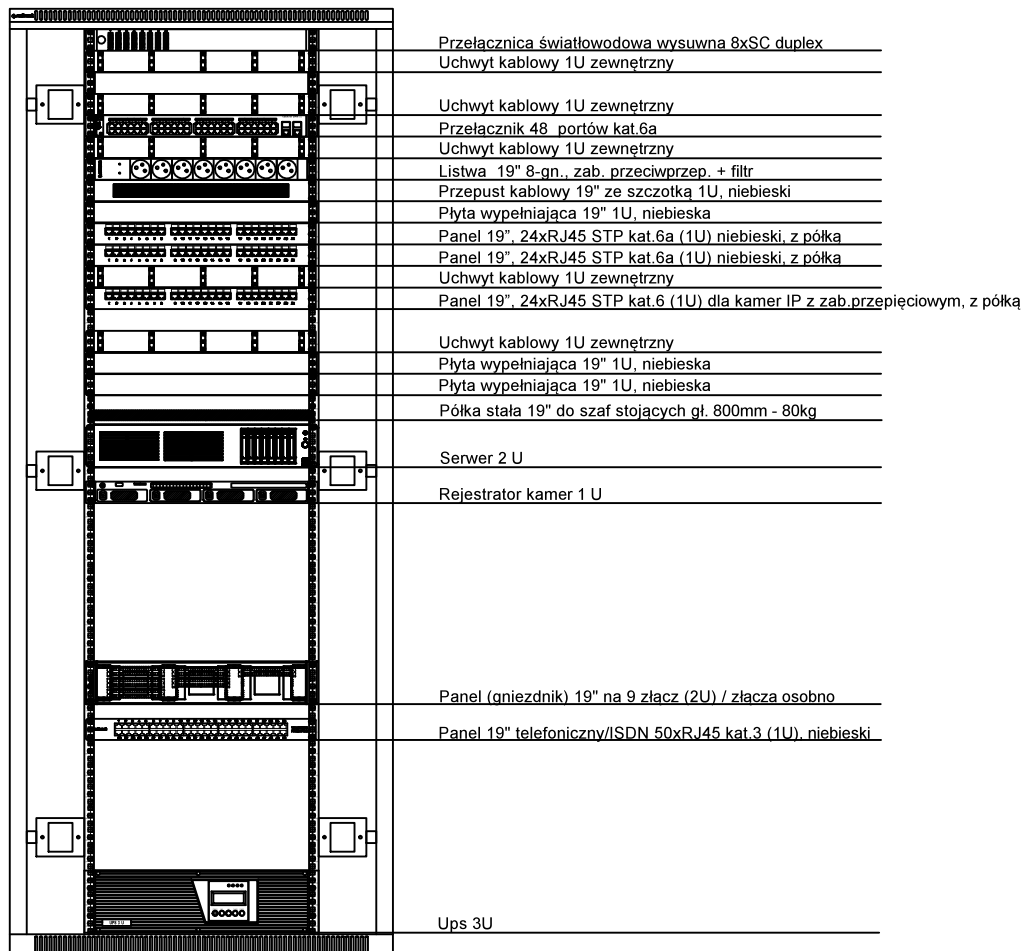 Przełącznica światłowodowa wysuwna 8xSC duplex
Uchwyt kablowy 1U zewnętrzny
Uchwyt kablowy 1U zewnętrzny
Przełącznik 48 portów kat.6a
Uchwyt kablowy 1U zewnętrzny
Listwa 19" 8-gn., zab. przeciwprzep. + filtr
Przepust kablowy 19" ze szczotką 1U, niebieski
Płyta wypełniająca 19" 1U, niebieska
Panel 19”, 24xRJ45 STP kat.6a (1U) niebieski, z półką
Panel 19”, 24xRJ45 STP kat.6a (1U) niebieski, z półką
Uchwyt kablowy 1U zewnętrzny
Panel 19”, 24xRJ45 STP kat.6 (1U) dla kamer IP z zab.przepięciowym, z półką
Uchwyt kablowy 1U zewnętrzny
Płyta wypełniająca 19" 1U, niebieska
Płyta wypełniająca 19" 1U, niebieska
Półka stała 19" do szaf stojących gł. 800mm - 80kg
Serwer 2 U
Rejestrator kamer 1 U
Panel (gniezdnik) 19" na 9 złącz (2U) / złącza osobno
Panel 19" telefoniczny/ISDN 50xRJ45 kat.3 (1U), niebieski
UPS 3 U
Ups 3U